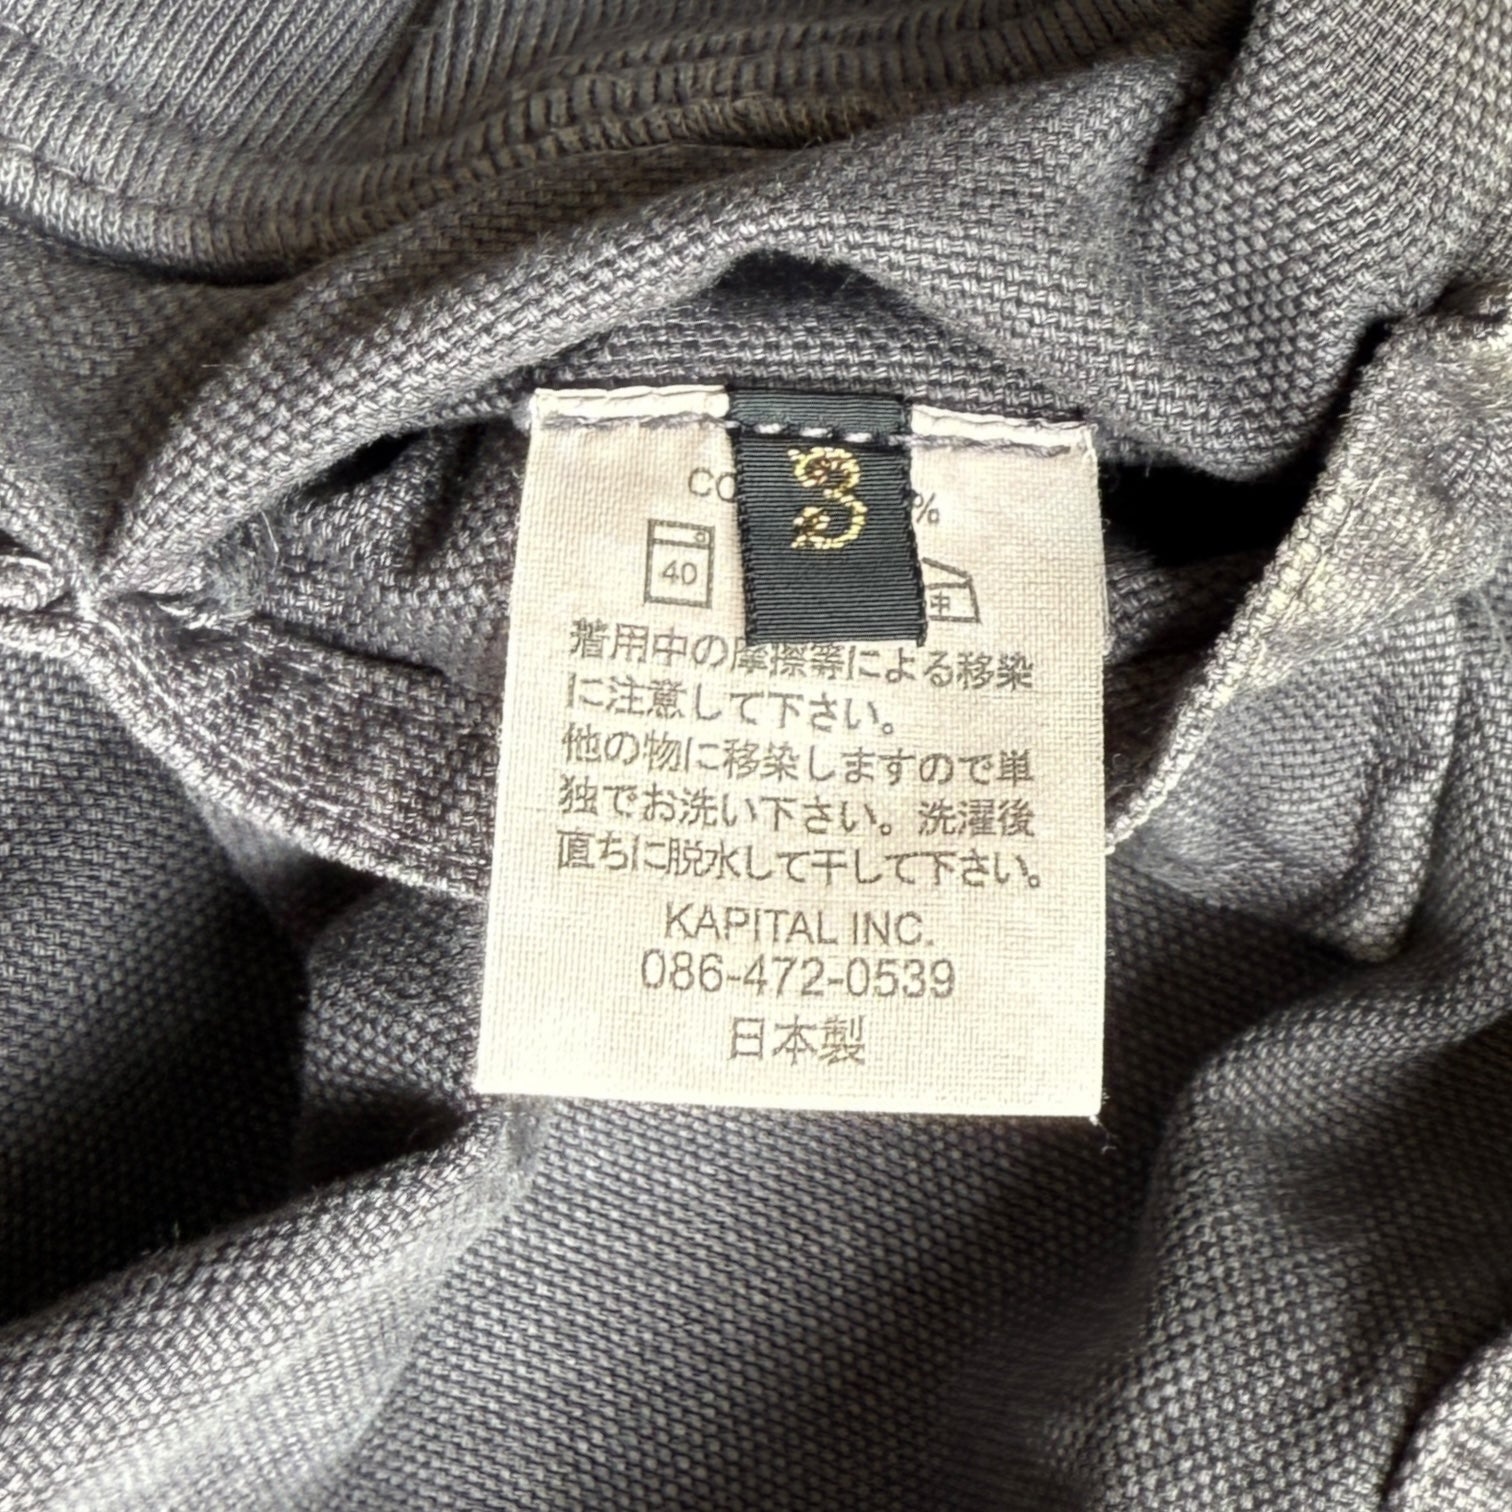 3
40
中
着用中の摩擦等による移染
に注意して下さい。
他の物に移染しますので単
独でお洗い下さい。洗濯後
直ちに脱水して干して下さい。
KAPITAL INC.
086-472-0539
日本製